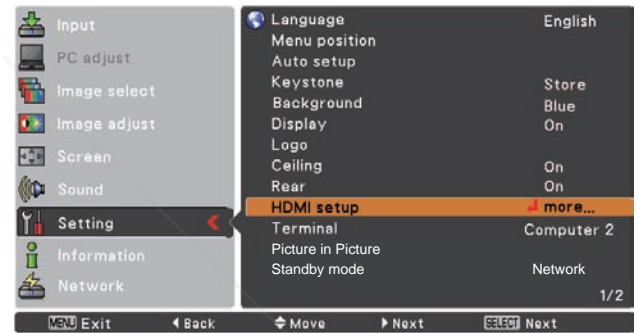 Input
PC adjust
Image select
Image adjust
Screen
Sound
Setting
Information
Network
Language English
Menu position
Auto setup
Keystone Store
Background Blue
Display On
Logo
Ceiling On
Rear On
HDMI setup more...
Terminal Computer 2
Picture in Picture
Standby mode Network
1/2
MENU Exit Back Move Next SELECT Next